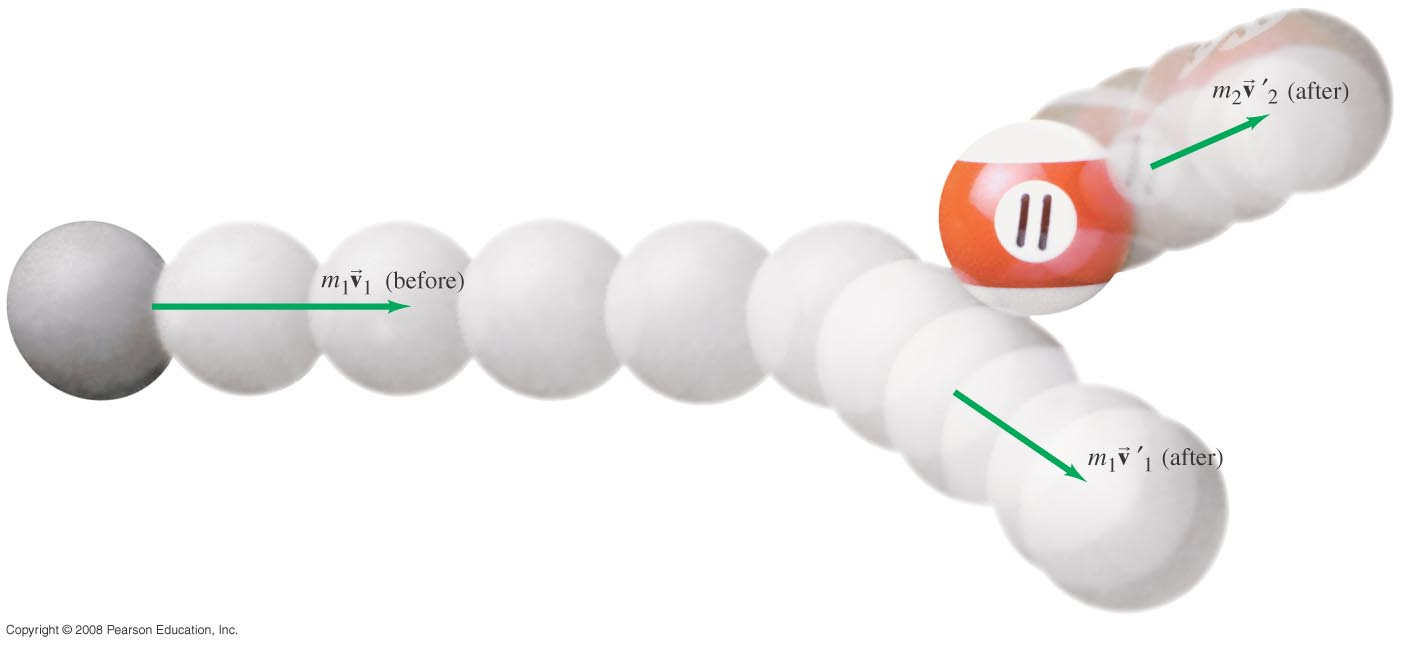 m₂v⃗′₂ (after)
11
m₁v⃗₁ (before)
m₁v⃗′₁ (after)
Copyright © 2008 Pearson Education, Inc.